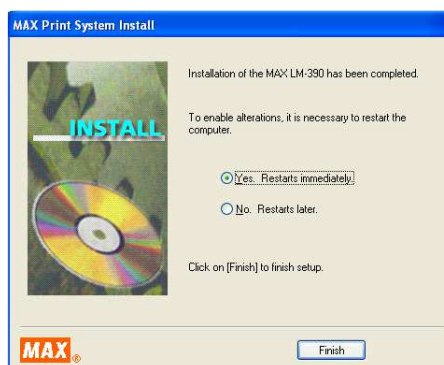 MAX Print System Install
INSTALL
Installation of the MAX LM-390 has been completed.
To enable alterations, it is necessary to restart the
computer.
Yes. Restarts immediately.
No. Restarts later.
Click on [Finish] to finish setup.
MAX®
Finish